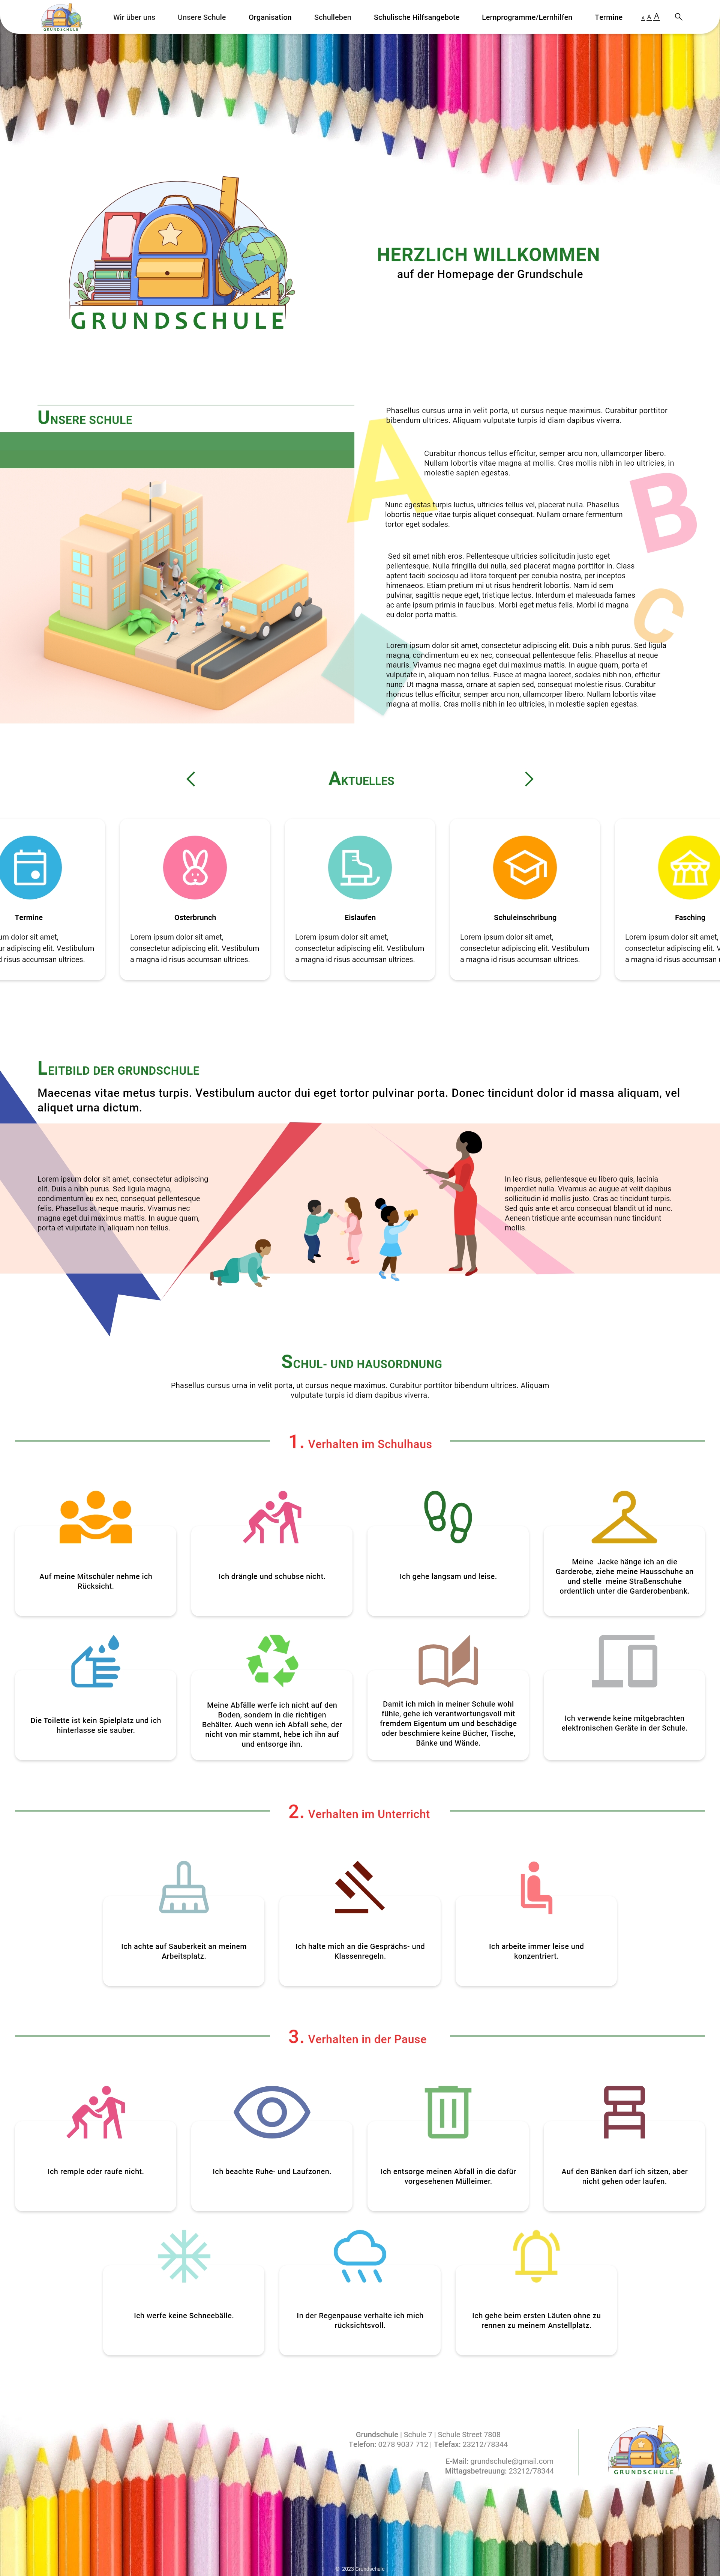 GRUNDSCHULE
Wir über uns
Unsere Schule
Organisation
Schulleben
Schulische Hilfsangebote
Lernprogramme/Lernhilfen
Termine
A A A
GRUNDSCHULE
HERZLICH WILLKOMMEN
auf der Homepage der Grundschule
UNSERE SCHULE
Phasellus cursus urna in velit porta, ut cursus neque maximus. Curabitur porttitor
bibendum ultrices. Aliquam vulputate turpis id diam dapibus viverra.
A
Curabitur rhoncus tellus efficitur, semper arcu non, ullamcorper libero.
Nullam lobortis vitae magna at mollis. Cras mollis nibh in leo ultricies, in
molestie sapien egestas.
B
Nunc egestas turpis luctus, ultricies tellus vel, placerat nulla. Phasellus
lobortis neque vitae turpis aliquet consequat. Nullam ornare fermentum
tortor eget sodales.
Sed sit amet nibh eros. Pellentesque ultricies sollicitudin justo eget
pellentesque. Nulla fringilla dui nulla, sed placerat magna porttitor in. Class
aptent taciti sociosqu ad litora torquent per conubia nostra, per inceptos
himenaeos. Etiam pretium mi ut risus hendrerit lobortis. Nam id sem
pulvinar, sagittis neque eget, tristique lectus. Interdum et malesuada fames
ac ante ipsum primis in faucibus. Morbi eget metus felis. Morbi id magna
eu dolor porta mattis.
C
Lorem ipsum dolor sit amet, consectetur adipiscing elit. Duis a nibh purus. Sed ligula
magna, condimentum eu ex nec, consequat pellentesque felis. Phasellus at neque
mauris. Vivamus nec magna eget dui maximus mattis. In augue quam, porta et
vulputate in, aliquam non tellus. Fusce at magna laoreet, sodales nibh non, efficitur
nunc. Ut magna massa, ornare at sapien sed, consequat molestie risus. Curabitur
rhoncus tellus efficitur, semper arcu non, ullamcorper libero. Nullam lobortis vitae
magna at mollis. Cras mollis nibh in leo ultricies, in molestie sapien egestas.
AKTUELLES
Termine
um dolor sit amet,
ur adipiscing elit. Vestibulum
id risus accumsan ultrices.
Osterbrunch
Lorem ipsum dolor sit amet,
consectetur adipiscing elit. Vestibulum
a magna id risus accumsan ultrices.
Eislaufen
Lorem ipsum dolor sit amet,
consectetur adipiscing elit. Vestibulum
a magna id risus accumsan ultrices.
Schuleinschribung
Lorem ipsum dolor sit amet,
consectetur adipiscing elit. Vestibulum
a magna id risus accumsan ultrices.
Fasching
Lorem ipsum dolor sit amet,
consectetur adipiscing elit. V
a magna id risus accumsan
LEITBILD DER GRUNDSCHULE
Maecenas vitae metus turpis. Vestibulum auctor dui eget tortor pulvinar porta. Donec tincidunt dolor id massa aliquam, vel
aliquet urna dictum.
Lorem ipsum dolor sit amet, consectetur adipiscing
elit. Duis a nibh purus. Sed ligula magna,
condimentum eu ex nec, consequat pellentesque
felis. Phasellus at neque mauris. Vivamus nec
magna eget dui maximus mattis. In augue quam,
porta et vulputate in, aliquam non tellus.
In leo risus, pellentesque eu libero quis, lacinia
imperdiet nulla. Vivamus ac augue at velit dapibus
sollicitudin id mollis justo. Cras ac tincidunt turpis.
Sed quis ante et arcu consequat blandit ut id nunc.
Aenean tristique ante accumsan nunc tincidunt
mollis.
SCHUL- UND HAUSORDNUNG
Phasellus cursus urna in velit porta, ut cursus neque maximus. Curabitur porttitor bibendum ultrices. Aliquam
vulputate turpis id diam dapibus viverra.
1. Verhalten im Schulhaus
Auf meine Mitschüler nehme ich
Rücksicht.
Ich drängle und schubse nicht.
Ich gehe langsam und leise.
Meine Jacke hänge ich an die
Garderobe, ziehe meine Hausschuhe an
und stelle meine Straßenschuhe
ordentlich unter die Garderobenbank.
Die Toilette ist kein Spielplatz und ich
hinterlasse sie sauber.
Meine Abfälle werfe ich nicht auf den
Boden, sondern in die richtigen
Behälter. Auch wenn ich Abfall sehe, der
nicht von mir stammt, hebe ich ihn auf
und entsorge ihn.
Damit ich mich in meiner Schule wohl
fühle, gehe ich verantwortungsvoll mit
fremdem Eigentum um und beschädige
oder beschmiere keine Bücher, Tische,
Bänke und Wände.
Ich verwende keine mitgebrachten
elektronischen Geräte in der Schule.
2. Verhalten im Unterricht
Ich achte auf Sauberkeit an meinem
Arbeitsplatz.
Ich halte mich an die Gesprächs- und
Klassenregeln.
Ich arbeite immer leise und
konzentriert.
3. Verhalten in der Pause
Ich remple oder raufe nicht.
Ich beachte Ruhe- und Laufzonen.
Ich entsorge meinen Abfall in die dafür
vorgesehenen Mülleimer.
Auf den Bänken darf ich sitzen, aber
nicht gehen oder laufen.
Ich werfe keine Schneebälle.
In der Regenpause verhalte ich mich
rücksichtsvoll.
Ich gehe beim ersten Läuten ohne zu
rennen zu meinem Anstellplatz.
Grundschule | Schule 7 | Schule Street 7808
Telefon: 0278 9037 712 | Telefax: 23212/78344
E-Mail: grundschule@gmail.com
Mittagsbetreuung: 23212/78344
GRUNDSCHULE
© 2023 Grundschule